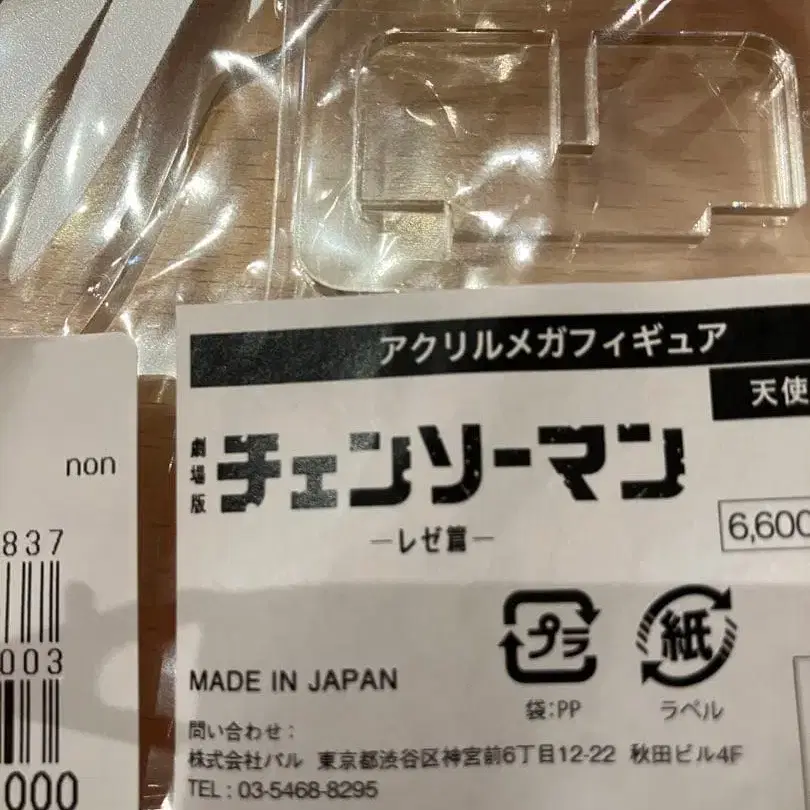 アクリルメガフィギュア
天使
劇場版 チェンソーマン
―レゼ篇―
6,600
non
837
003
000
プラ
紙
袋:PP
ラベル
MADE IN JAPAN
問い合わせ:
株式会社パル 東京都渋谷区神宮前6丁目12-22 秋田ビル4F
TEL : 03-5468-8295